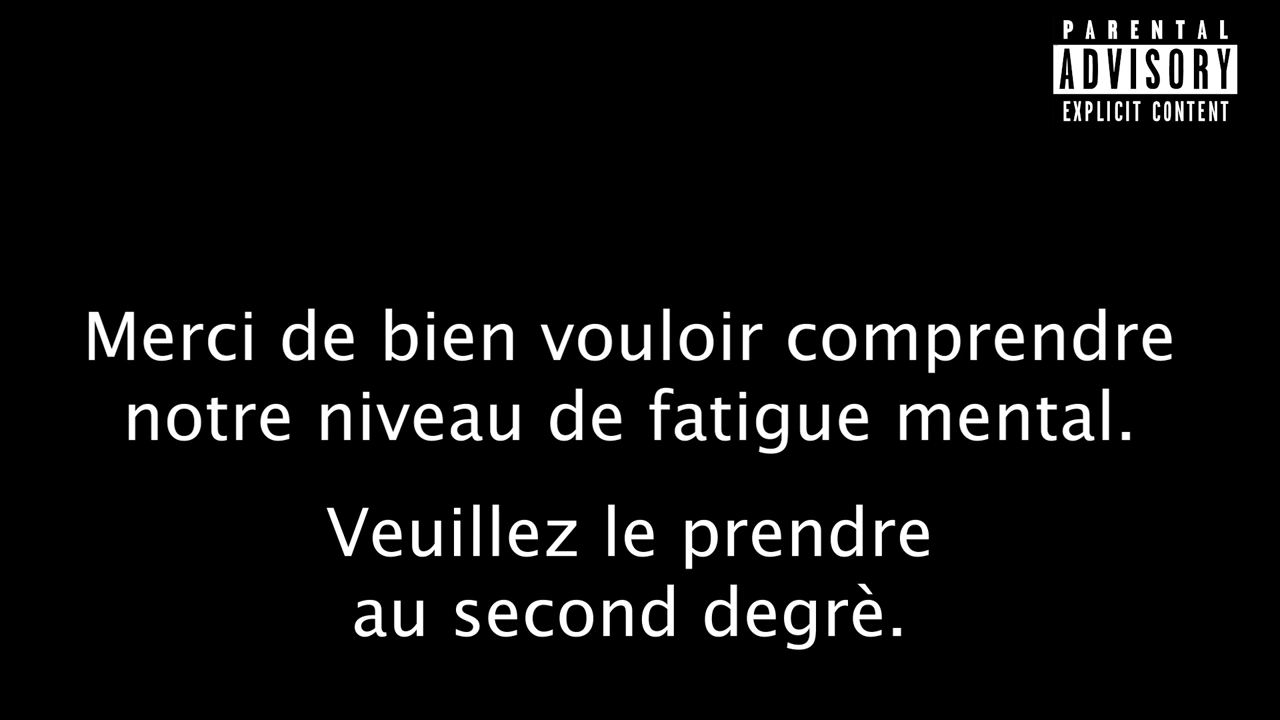 PARENTAL
ADVISORY
EXPLICIT CONTENT
Merci de bien vouloir comprendre
notre niveau de fatigue mental.
Veuillez le prendre
au second degrè.